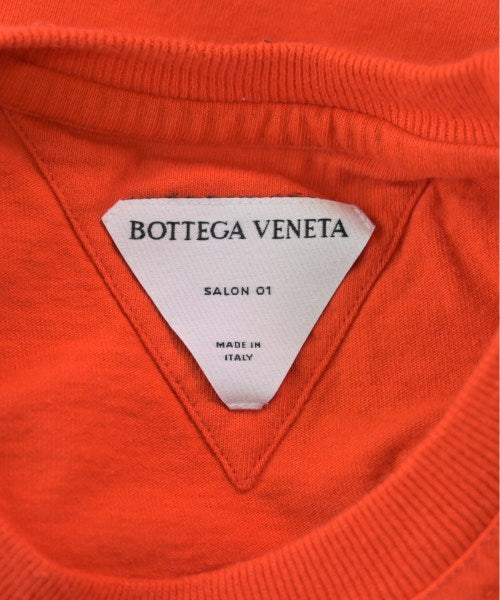 BOTTEGA VENETA
SALON 01
MADE IN
ITALY